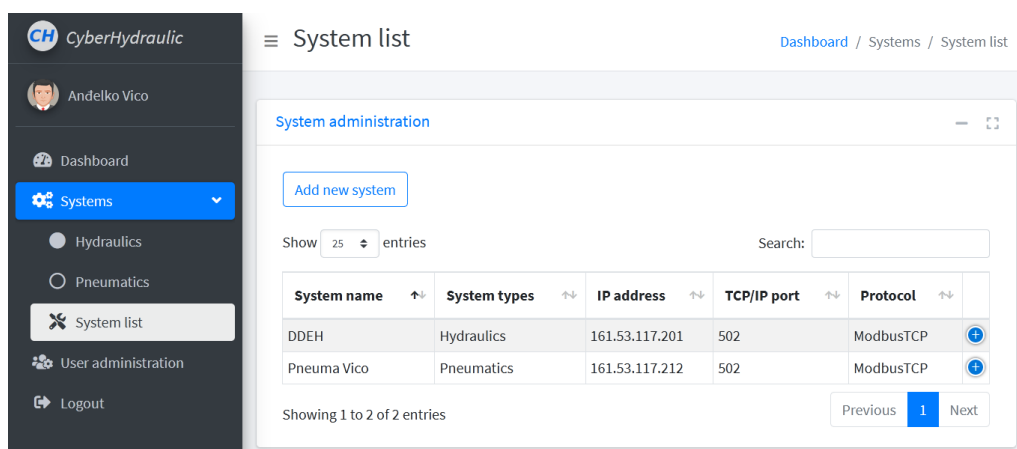 CH CyberHydraulic
Andelko Vico
Dashboard
Systems
Hydraulics
Pneumatics
System list
User administration
Logout
System list
Dashboard / Systems / System list
System administration
Add new system
Show 25 entries
Search:
System name System types IP address TCP/IP port Protocol
DDEH Hydraulics 161.53.117.201 502 ModbusTCP
Pneuma Vico Pneumatics 161.53.117.212 502 ModbusTCP
Showing 1 to 2 of 2 entries
Previous 1 Next